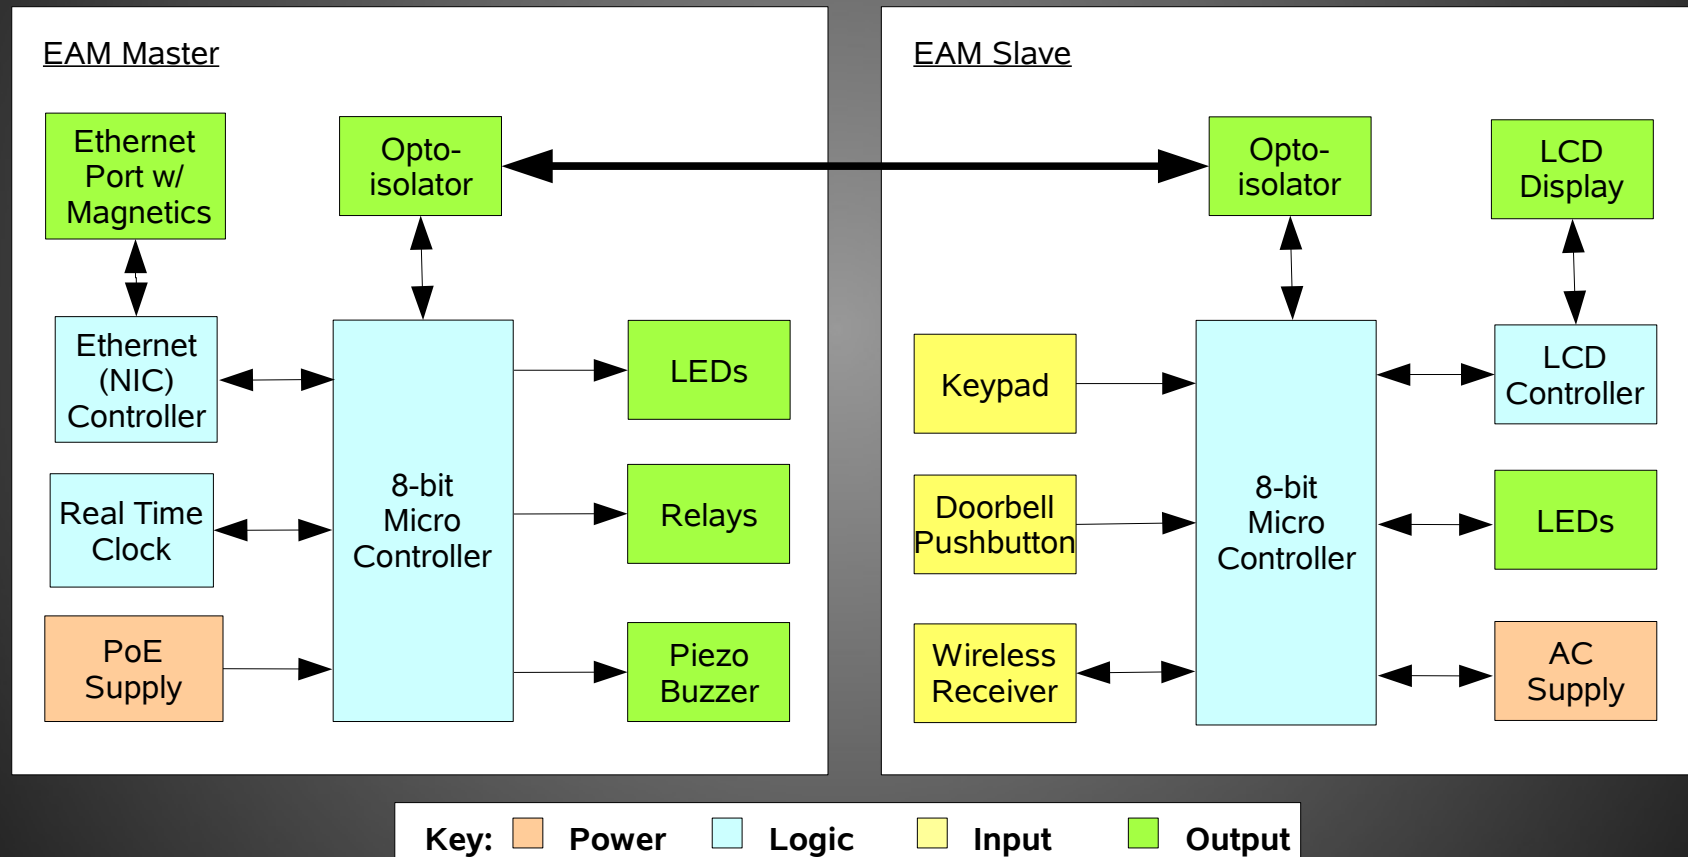 EAM Master
Ethernet
Port w/
Magnetics
Opto-
isolator
Ethernet
(NIC)
Controller
Real Time
Clock
PoE
Supply
8-bit
Micro
Controller
LEDs
Relays
Piezo
Buzzer
EAM Slave
Opto-
isolator
LCD
Display
Keypad
Doorbell
Pushbutton
Wireless
Receiver
8-bit
Micro
Controller
LCD
Controller
LEDs
AC
Supply
Key: Power Logic Input Output